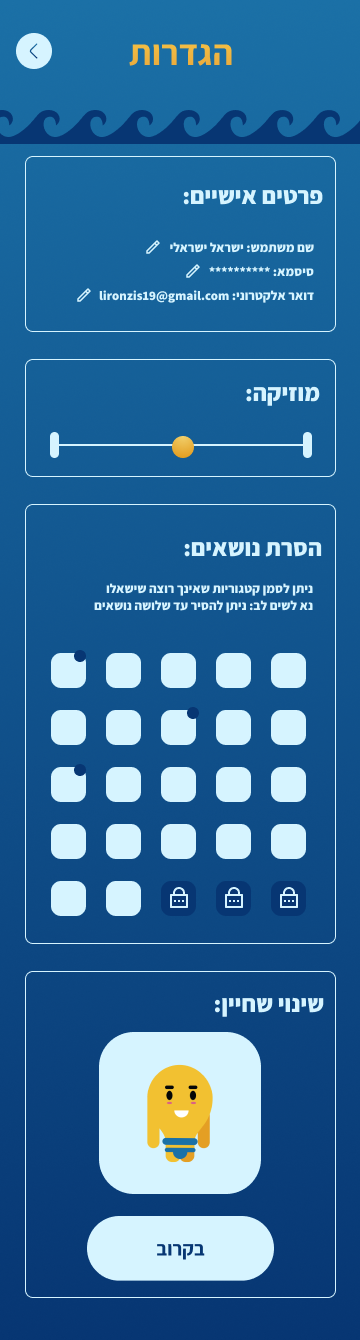 הגדרות
פרטים אישיים:
שם משתמש: ישראל ישראלי
סיסמא: **********
דואר אלקטרוני: lironzis19@gmail.com
מוזיקה:
הסרת נושאים:
ניתן לסמן קטגוריות שאינך רוצה שישאלו
נא לשים לב: ניתן להסיר עד שלושה נושאים
שינוי שחיין:
בקרוב